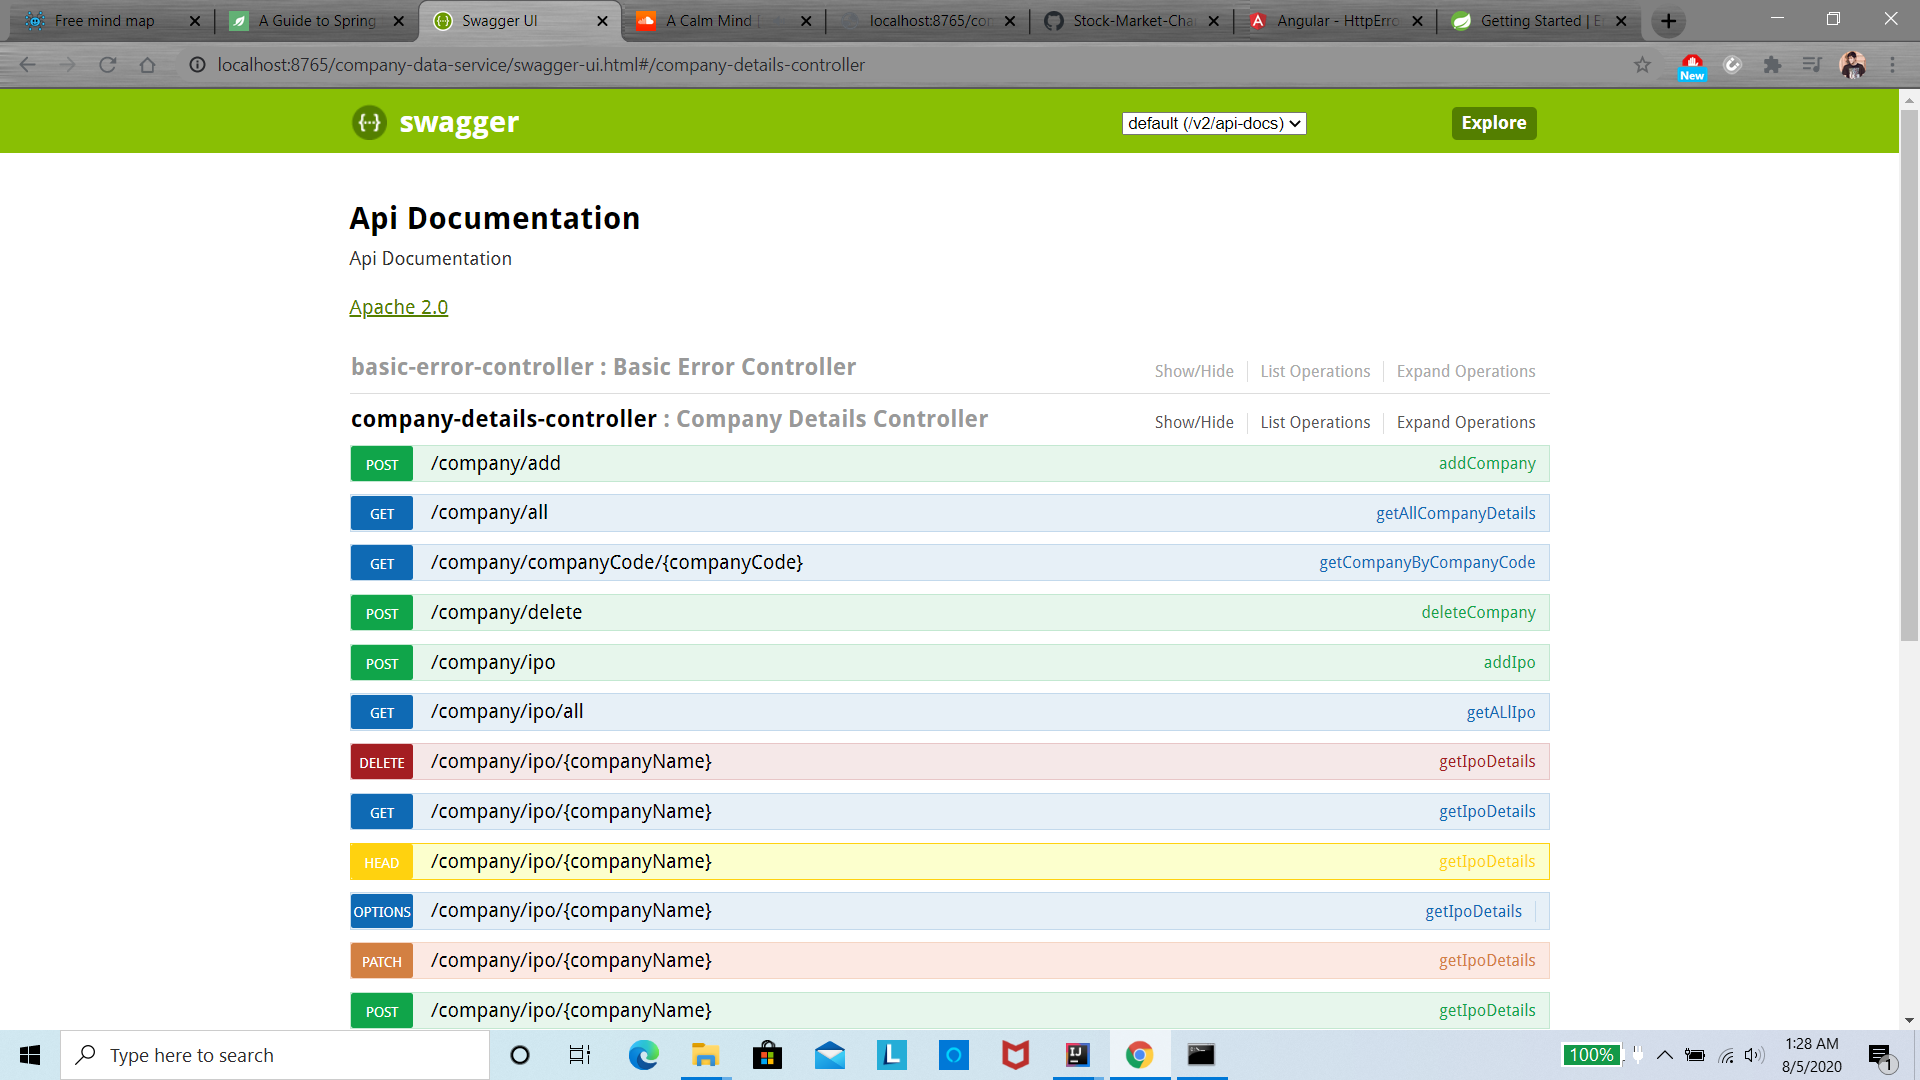 Free mind map
A Guide to Spring
Swagger UI
A Calm Mind |
localhost:8765/com
Stock-Market-Cha
Angular - HttpErro
Getting Started | E
localhost:8765/company-data-service/swagger-ui.html#/company-details-controller
New
{··} swagger
default (/v2/api-docs)
Explore
Api Documentation
Api Documentation
Apache 2.0
basic-error-controller : Basic Error Controller
Show/Hide
List Operations
Expand Operations
company-details-controller : Company Details Controller
Show/Hide
List Operations
Expand Operations
POST /company/add addCompany
GET /company/all getAllCompanyDetails
GET /company/companyCode/{companyCode} getCompanyByCompanyCode
POST /company/delete deleteCompany
POST /company/ipo addIpo
GET /company/ipo/all getALlIpo
DELETE /company/ipo/{companyName} getIpoDetails
GET /company/ipo/{companyName} getIpoDetails
HEAD /company/ipo/{companyName} getIpoDetails
OPTIONS /company/ipo/{companyName} getIpoDetails
PATCH /company/ipo/{companyName} getIpoDetails
POST /company/ipo/{companyName} getIpoDetails
Type here to search
L
IJ
100%
1:28 AM
8/5/2020
1